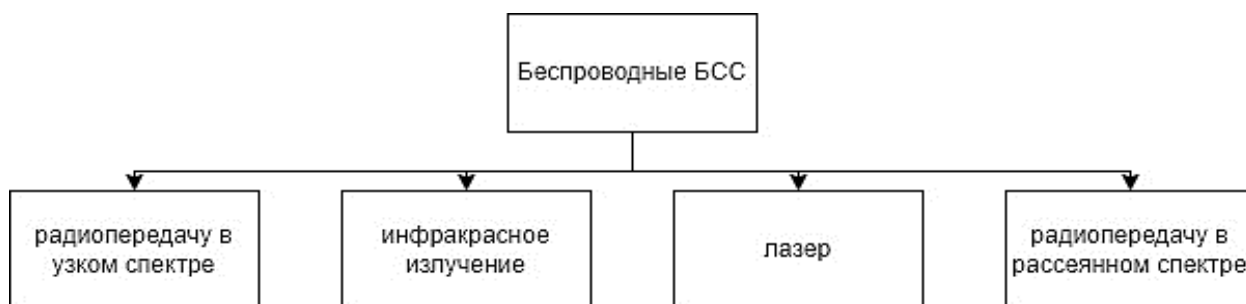 Беспроводные БСС
радиопередачу в
узком спектре
инфракрасное
излучение
лазер
радиопередачу в
рассеянном спектре